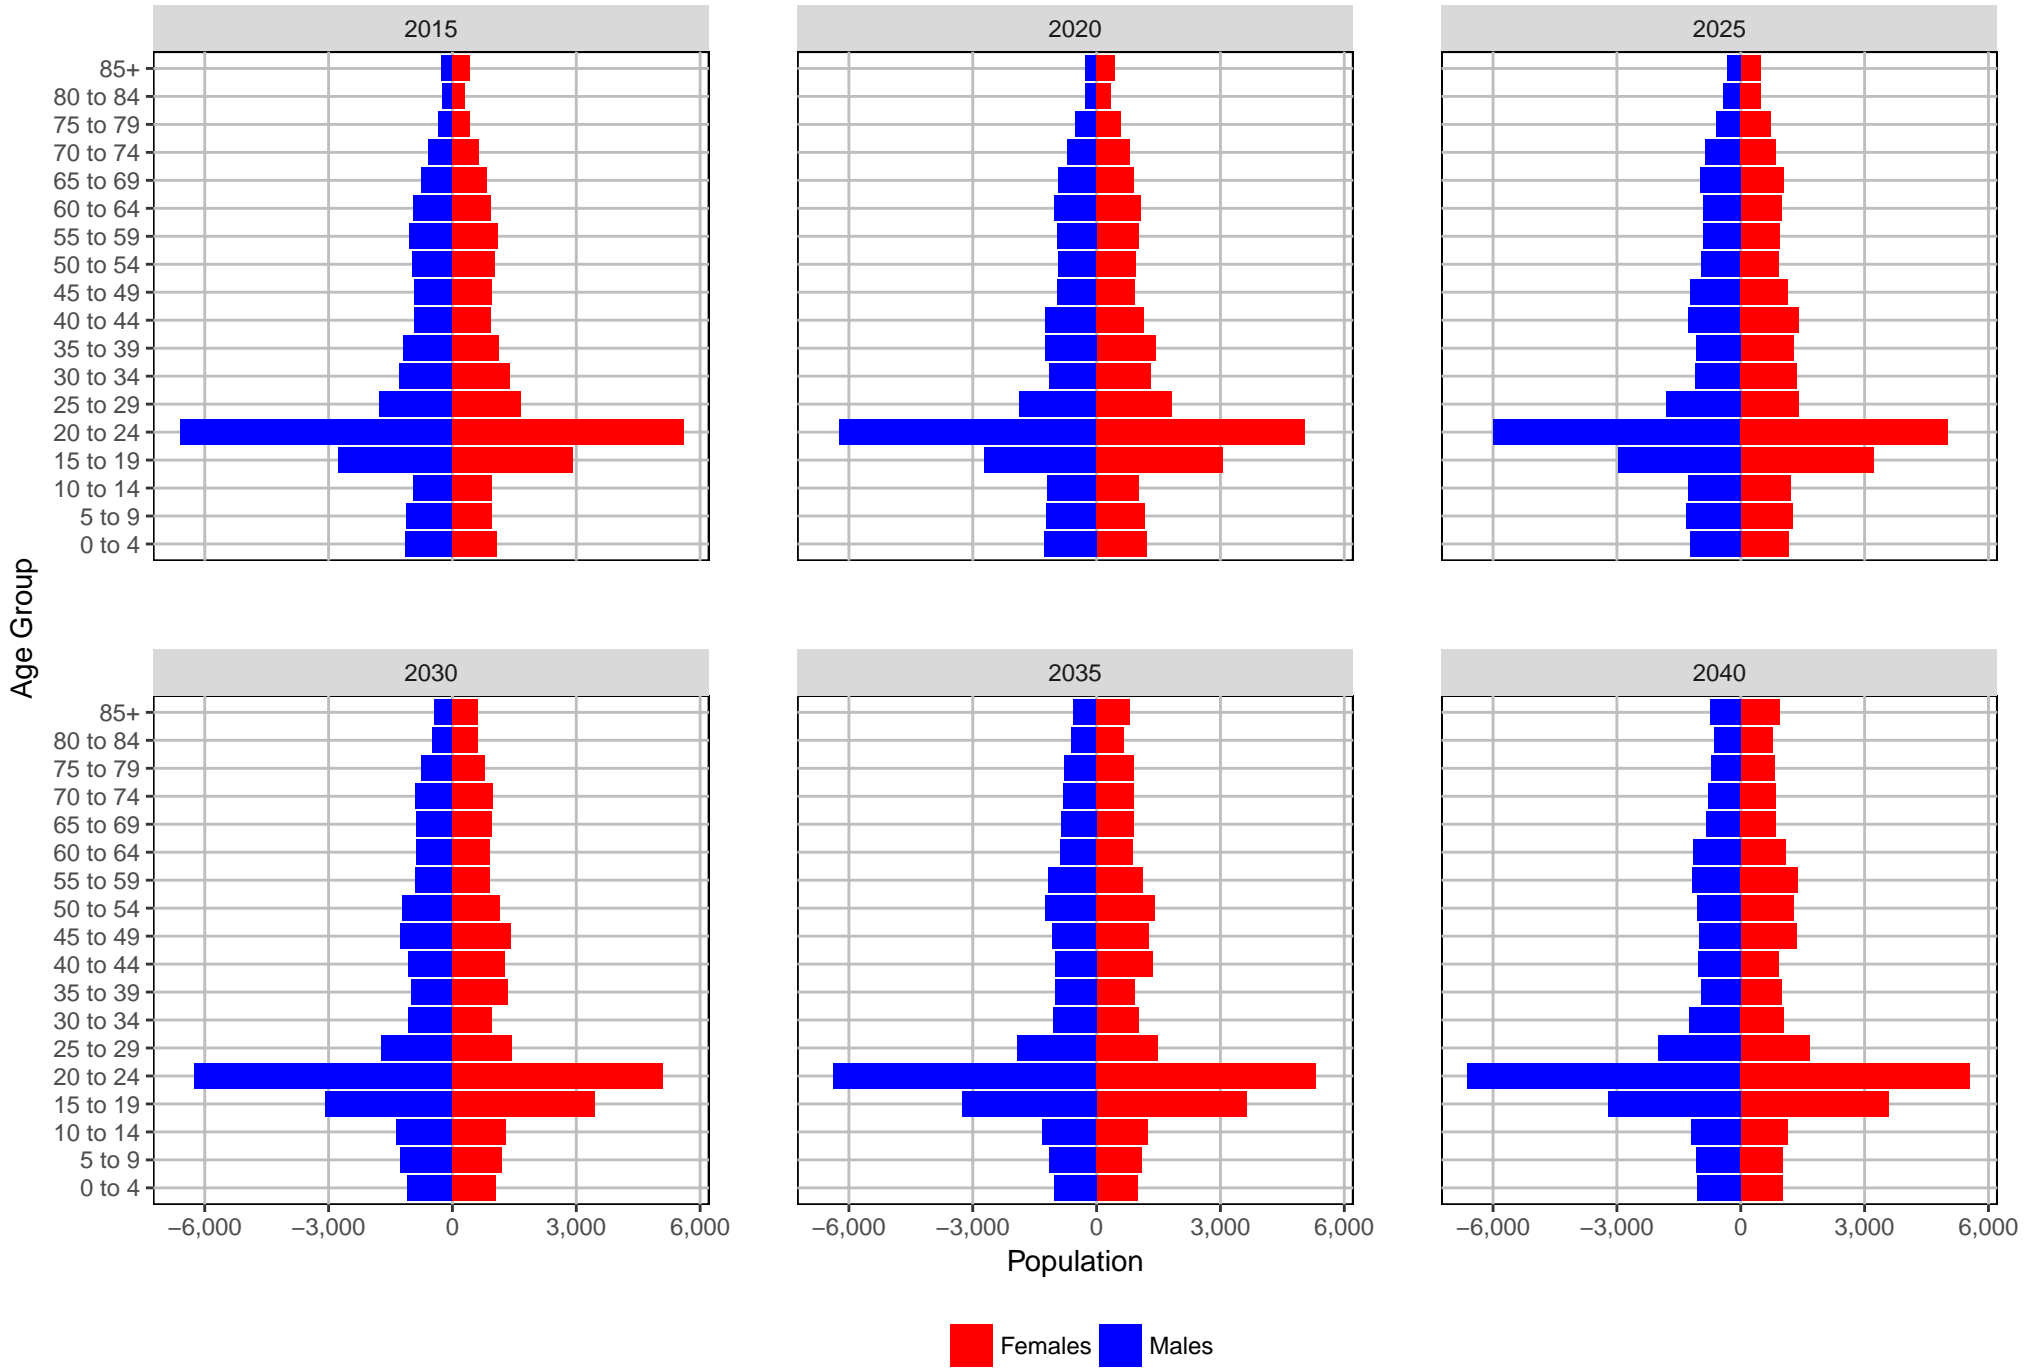 2015
2020
2025
85+
80 to 84
75 to 79
70 to 74
65 to 69
60 to 64
55 to 59
50 to 54
45 to 49
40 to 44
35 to 39
30 to 34
25 to 29
20 to 24
15 to 19
10 to 14
5 to 9
0 to 4
Age Group
2030
2035
2040
85+
80 to 84
75 to 79
70 to 74
65 to 69
60 to 64
55 to 59
50 to 54
45 to 49
40 to 44
35 to 39
30 to 34
25 to 29
20 to 24
15 to 19
10 to 14
5 to 9
0 to 4
−6,000 −3,000 0 3,000 6,000
−6,000 −3,000 0 3,000 6,000
−6,000 −3,000 0 3,000 6,000
Population
Females Males